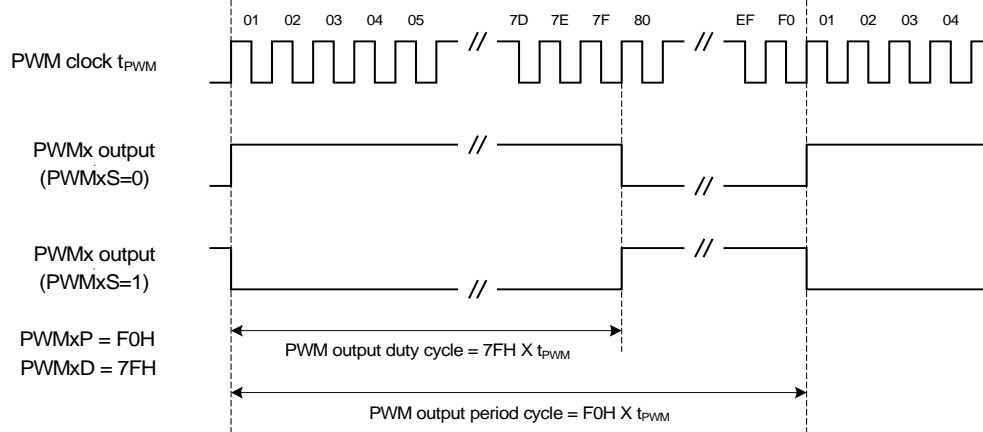 01 02 03 04 05 7D 7E 7F 80 EF F0 01 02 03 04
PWM clock tPWM
PWMx output
(PWMxS=0)
PWMx output
(PWMxS=1)
PWMxP = F0H
PWMxD = 7FH
PWM output duty cycle = 7FH X tPWM
PWM output period cycle = F0H X tPWM